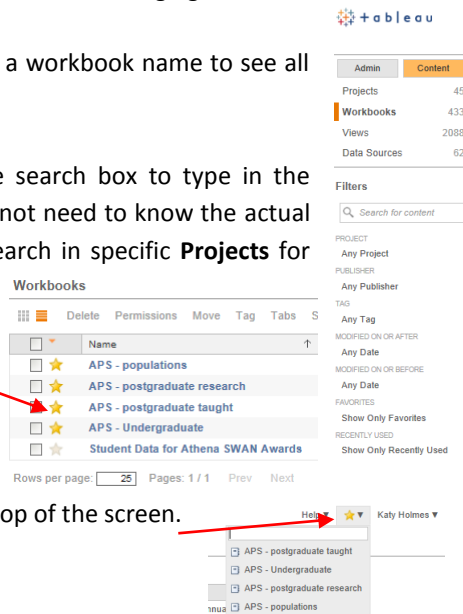 a workbook name to see all
search box to type in the
not need to know the actual
search in specific Projects for
Workbooks
Delete Permissions Move Tag Tabs S
Name ↑
APS - populations
APS - postgraduate research
APS - postgraduate taught
APS - Undergraduate
Student Data for Athena SWAN Awards
Rows per page: 25 Pages: 1 / 1 Prev Next
top of the screen.
+ a b l e a u
Admin Content
Projects 45
Workbooks 433
Views 2088
Data Sources 62
Filters
Search for content
PROJECT
Any Project
PUBLISHER
Any Publisher
TAG
Any Tag
MODIFIED ON OR AFTER
Any Date
MODIFIED ON OR BEFORE
Any Date
FAVORITES
Show Only Favorites
RECENTLY USED
Show Only Recently Used
Help ▼ ▼ Katy Holmes ▼
APS - postgraduate taught
APS - Undergraduate
APS - postgraduate research
APS - populations